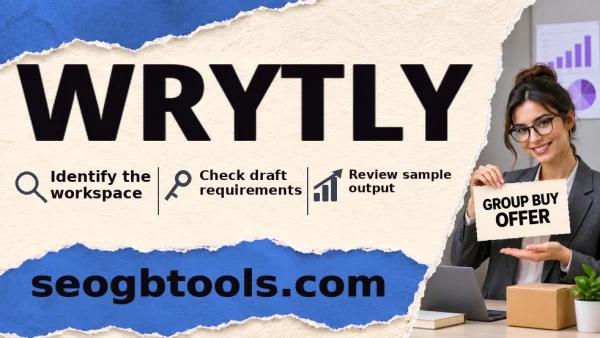 WRYTLY
Identify the
workspace
Check draft
requirements
Review sample
output
GROUP BUY
OFFER
seogbtools.com